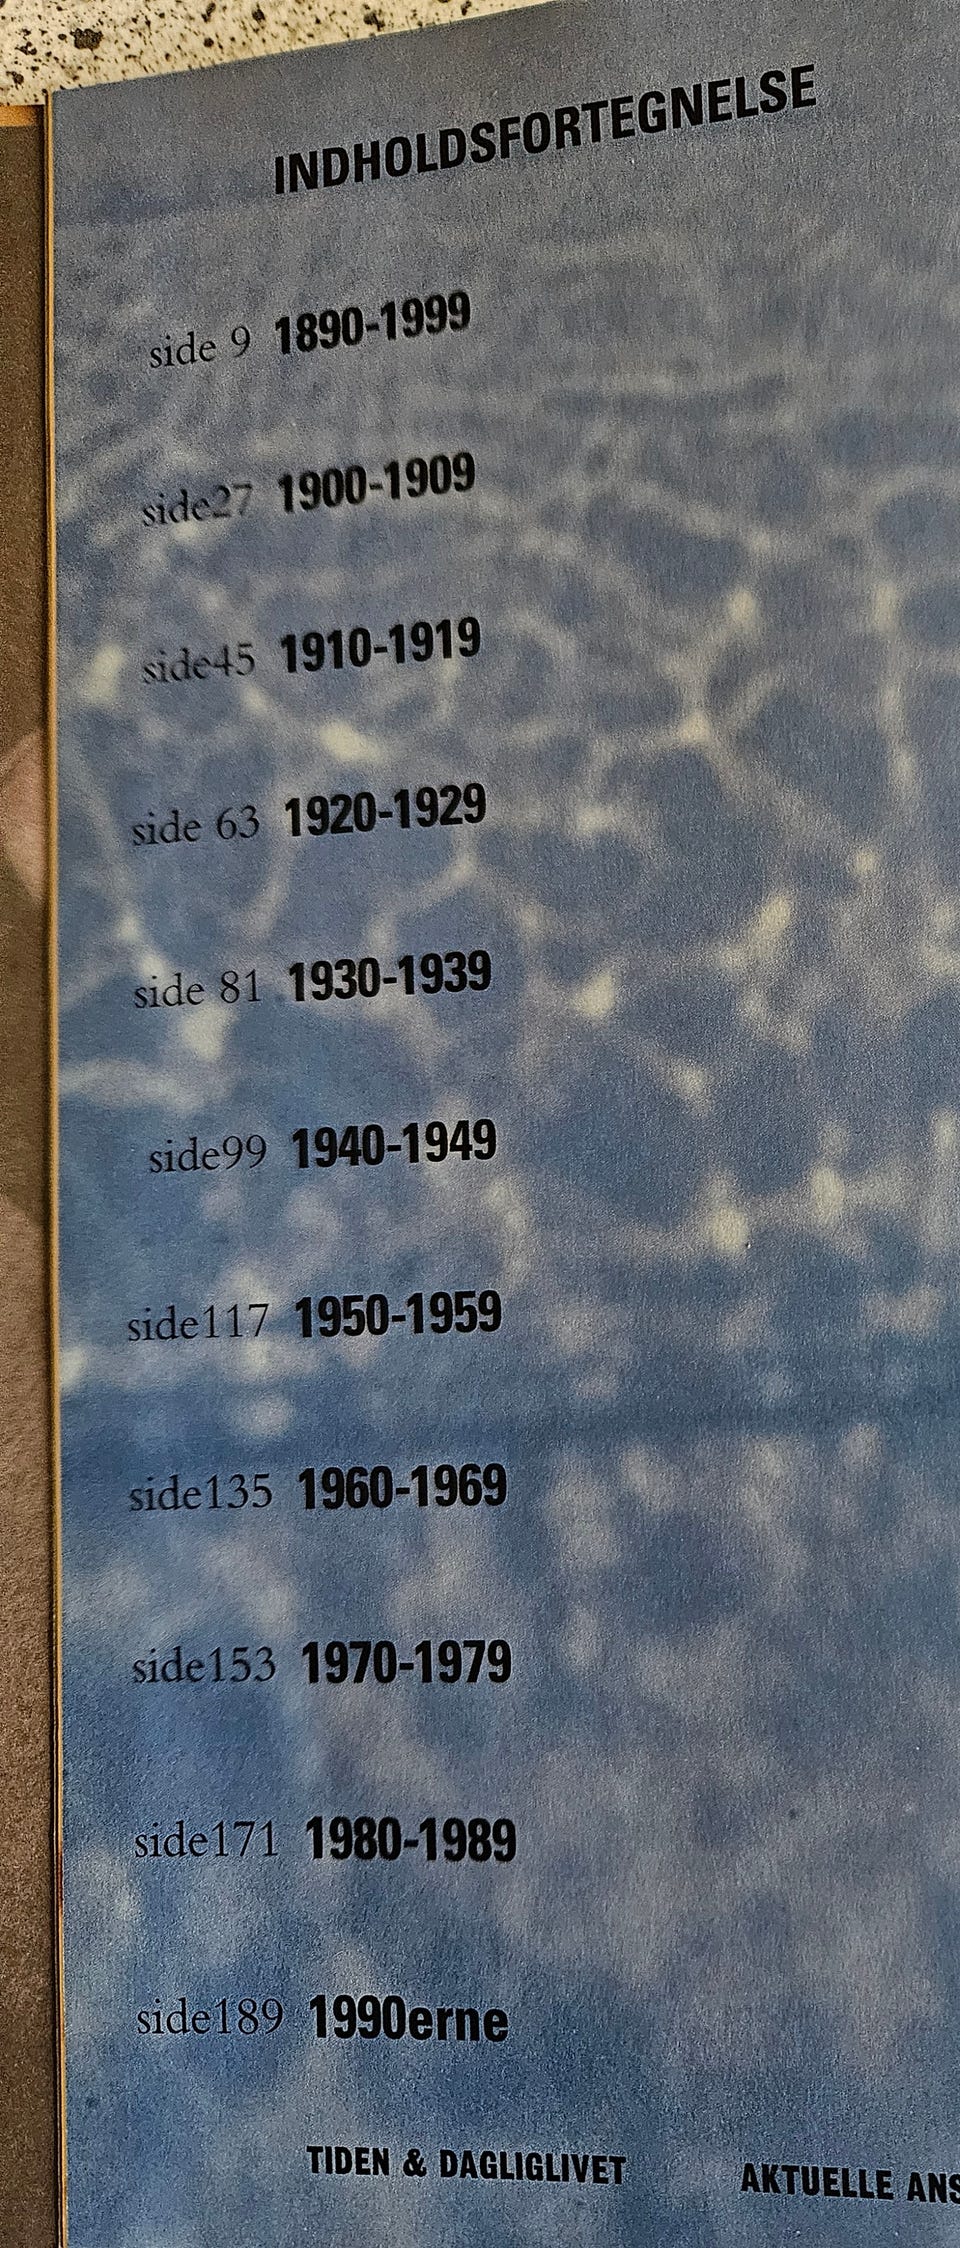 INDHOLDSFORTEGNELSE
side 9 1890-1999
side27 1900-1909
side45 1910-1919
side 63 1920-1929
side 81 1930-1939
side99 1940-1949
side117 1950-1959
side135 1960-1969
side153 1970-1979
side171 1980-1989
side189 1990erne
TIDEN & DAGLIGLIVET AKTUELLE